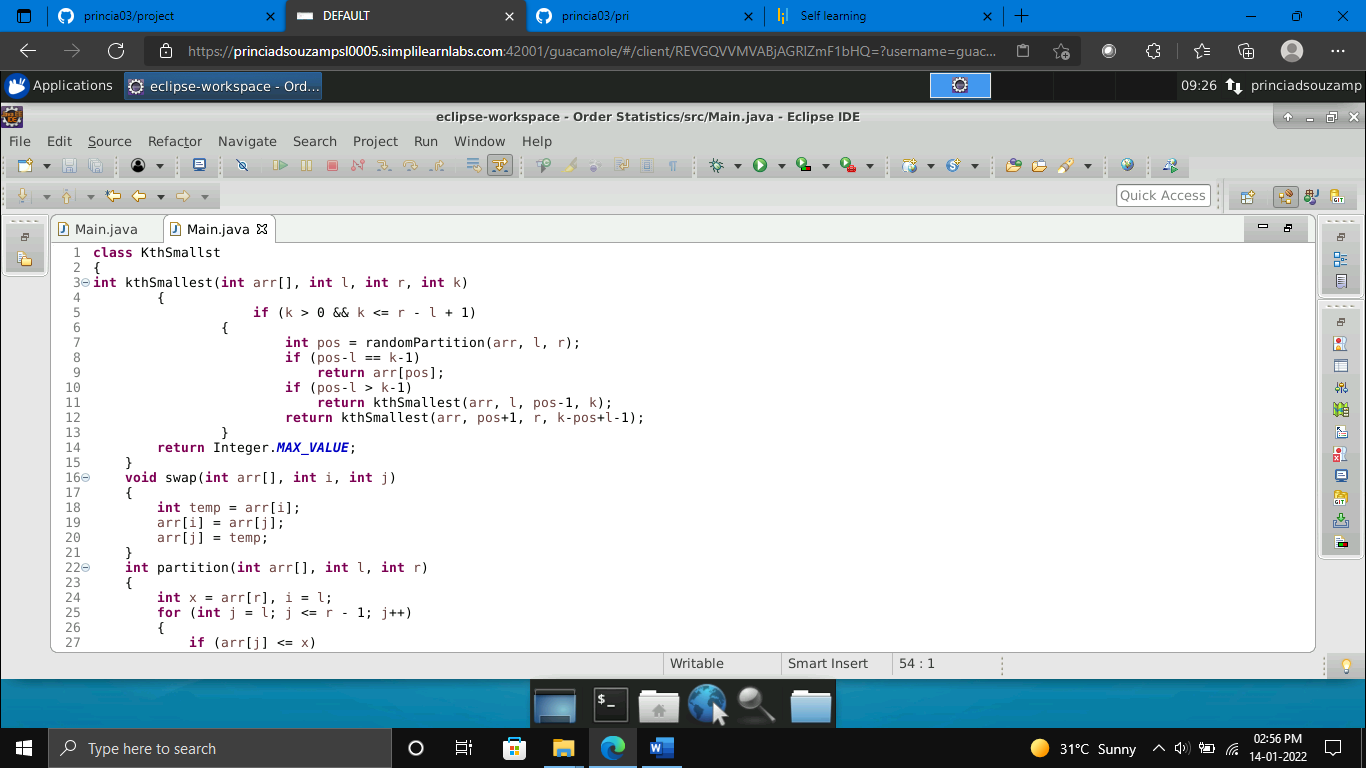 princia03/project
DEFAULT
princia03/pri
Self learning
https://princiadsouzampsl0005.simplilearnlabs.com:42001/guacamole/#/client/REVGQVVMVABjAGRlZmF1bHQ=?username=guac...
Applications
eclipse-workspace - Ord...
09:26
princiadsouzamp
eclipse-workspace - Order Statistics/src/Main.java - Eclipse IDE
File Edit Source Refactor Navigate Search Project Run Window Help
Quick Access
Main.java
Main.java
1 class KthSmallst
2 {
3 int kthSmallest(int arr[], int l, int r, int k)
4 {
5 if (k > 0 && k <= r - l + 1)
6 {
7 int pos = randomPartition(arr, l, r);
8 if (pos-l == k-1)
9 return arr[pos];
10 if (pos-l > k-1)
11 return kthSmallest(arr, l, pos-1, k);
12 return kthSmallest(arr, pos+1, r, k-pos+l-1);
13 }
14 return Integer.MAX_VALUE;
15 }
16 void swap(int arr[], int i, int j)
17 {
18 int temp = arr[i];
19 arr[i] = arr[j];
20 arr[j] = temp;
21 }
22 int partition(int arr[], int l, int r)
23 {
24 int x = arr[r], i = l;
25 for (int j = l; j <= r - 1; j++)
26 {
27 if (arr[j] <= x)
Writable
Smart Insert
54 : 1
Type here to search
31°C Sunny
02:56 PM
14-01-2022